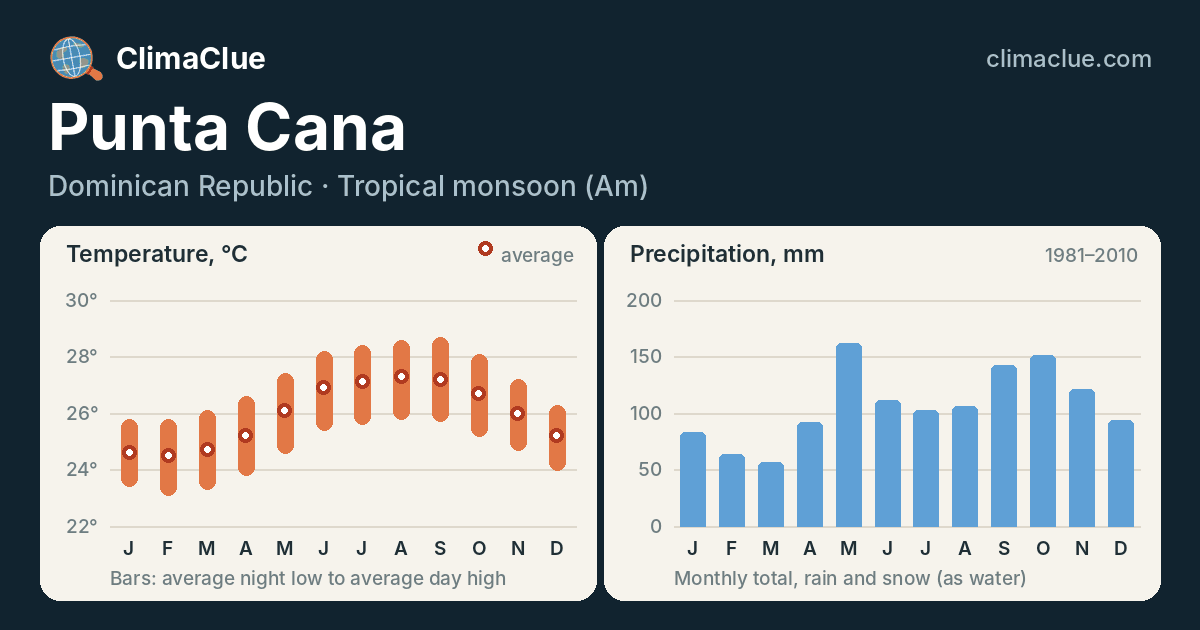 ClimaClue
climaclue.com
Punta Cana
Dominican Republic · Tropical monsoon (Am)
Temperature, °C
average
30°
28°
26°
24°
22°
J F M A M J J A S O N D
Bars: average night low to average day high
Precipitation, mm
1981–2010
200
150
100
50
0
J F M A M J J A S O N D
Monthly total, rain and snow (as water)